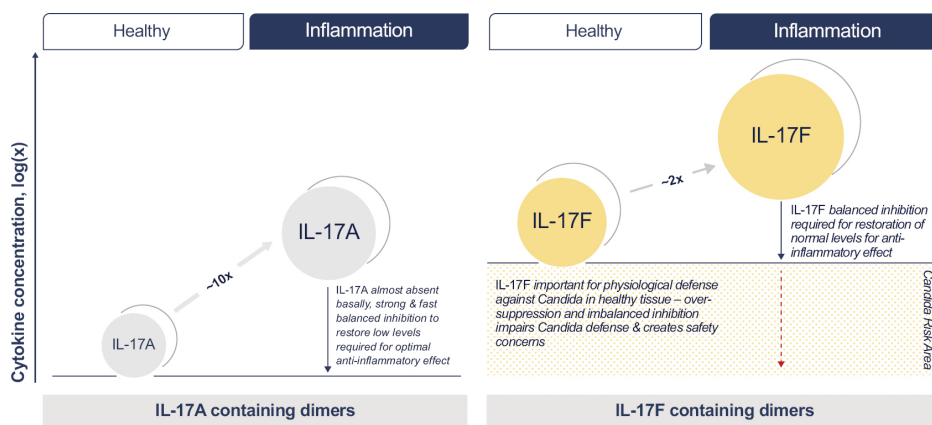 Healthy
Inflammation
Cytokine concentration, log(x)
IL-17A
~10x
IL-17A
IL-17A almost absent
basally, strong & fast
balanced inhibition to
restore low levels
required for optimal
anti-inflammatory effect
IL-17A containing dimers
Healthy
Inflammation
IL-17F
~2x
IL-17F
IL-17F balanced inhibition
required for restoration of
normal levels for anti-
inflammatory effect
IL-17F important for physiological defense
against Candida in healthy tissue – over-
suppression and imbalanced inhibition
impairs Candida defense & creates safety
concerns
Candida Risk Area
IL-17F containing dimers